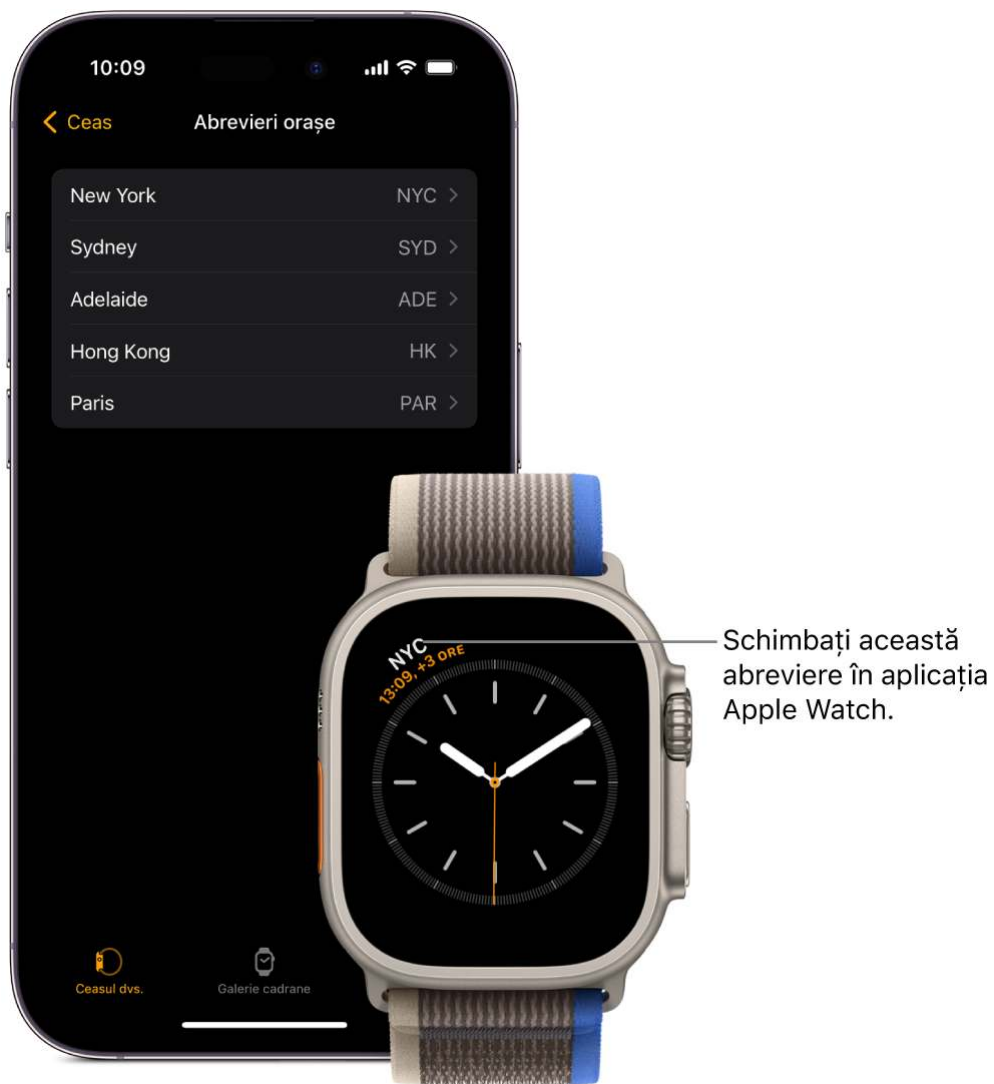 10:09
Ceas Abrevieri orașe
New York NYC
Sydney SYD
Adelaide ADE
Hong Kong HK
Paris PAR
NYC
13:09, +3 ORE
Schimbați această
abreviere în aplicația
Apple Watch.
Ceasul dvs. Galerie cadrane